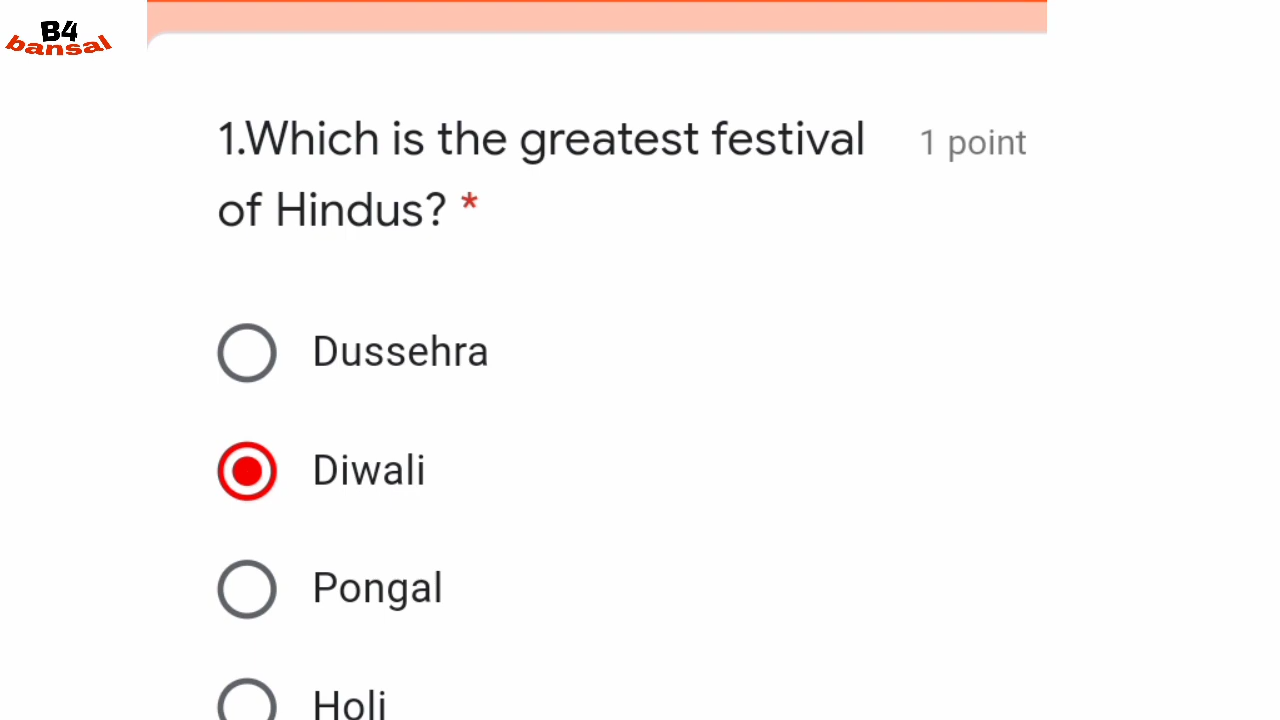 B4
bansal
1.Which is the greatest festival 1 point
of Hindus? *
Dussehra
Diwali
Pongal
Holi